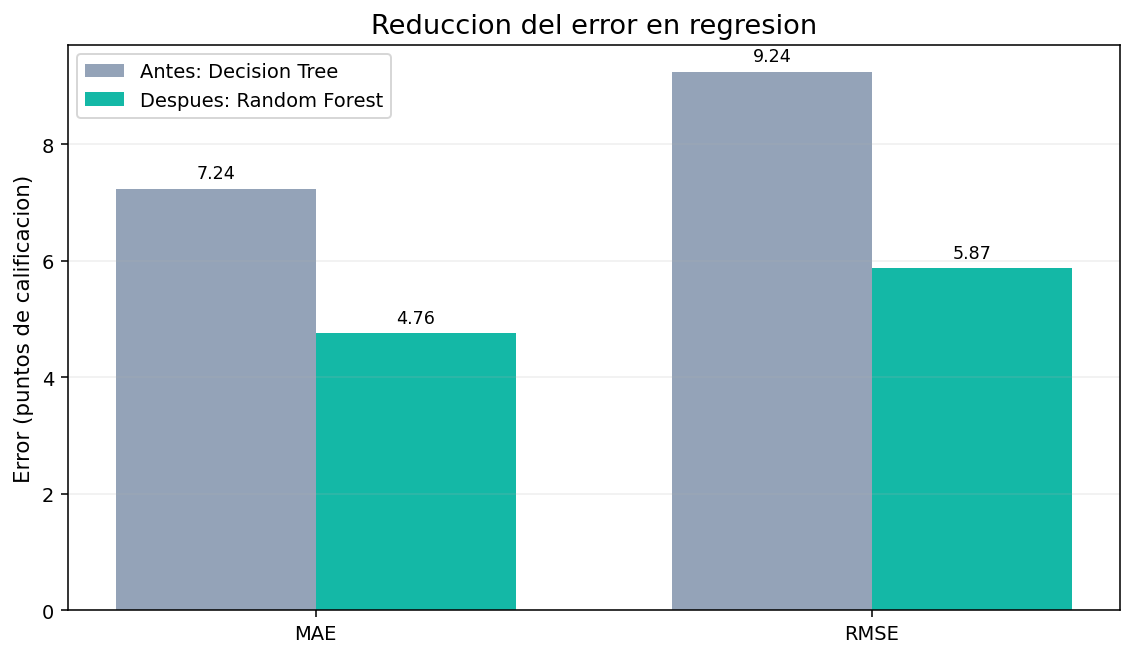 Reduccion del error en regresion
Antes: Decision Tree
Despues: Random Forest
Error (puntos de calificacion)
8
6
4
2
0
7.24
4.76
9.24
5.87
MAE
RMSE